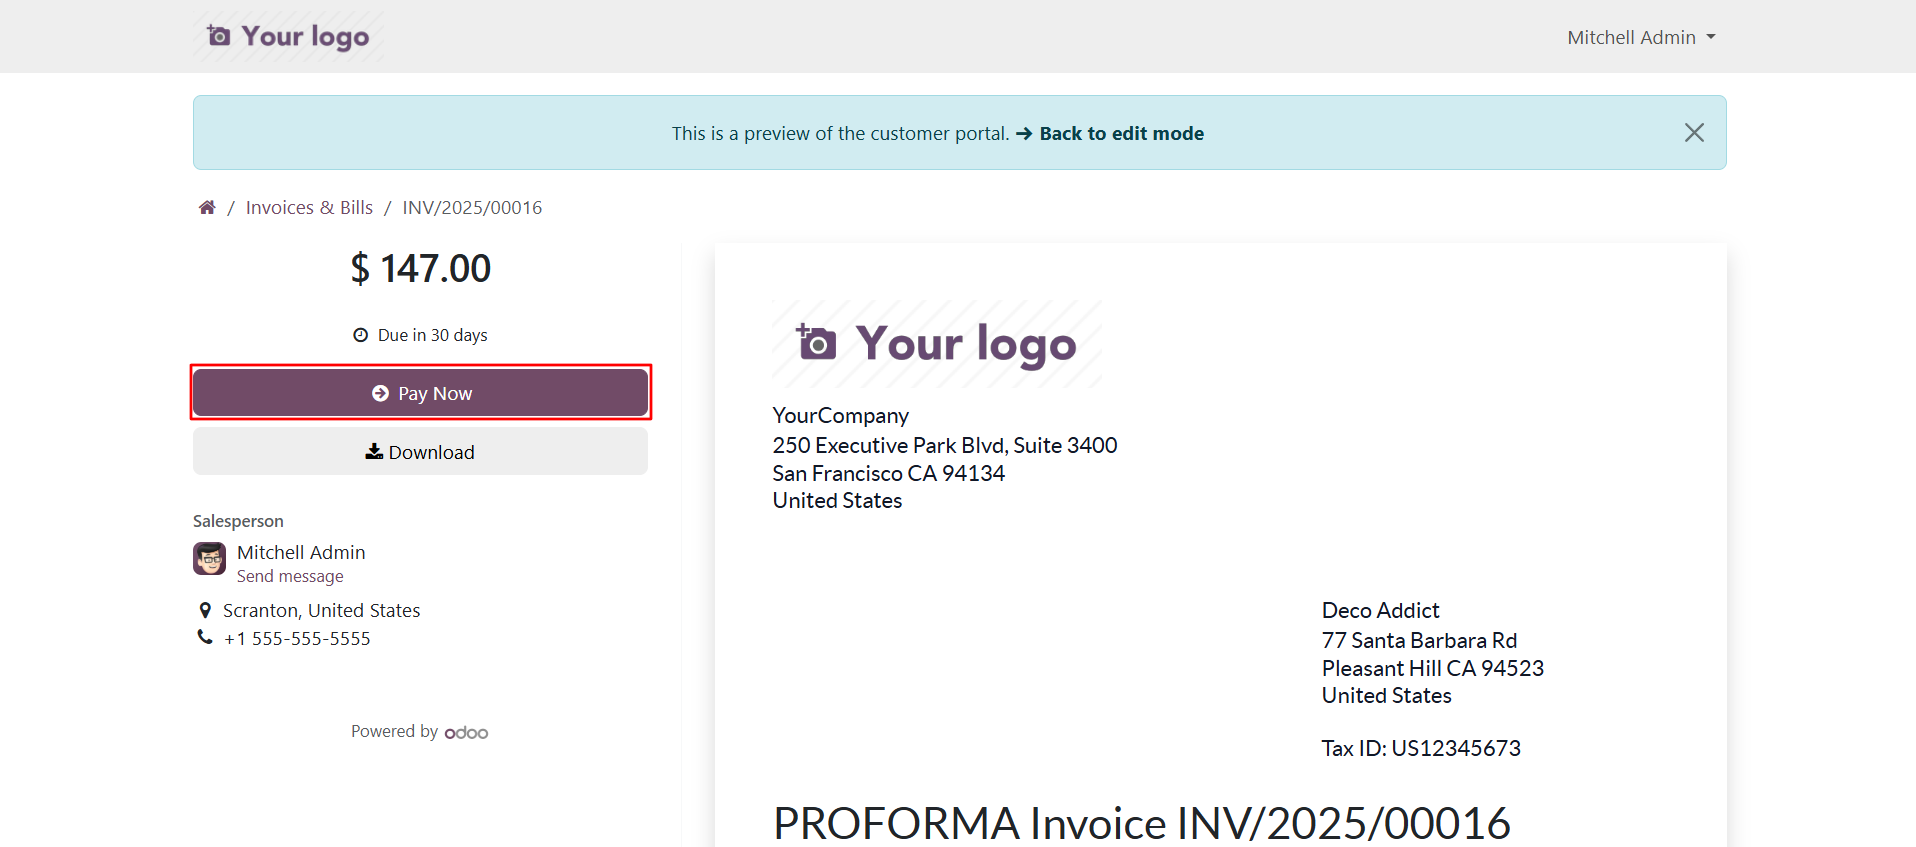 Your logo
Mitchell Admin
This is a preview of the customer portal. → Back to edit mode
/ Invoices & Bills / INV/2025/00016
$ 147.00
Due in 30 days
Pay Now
Download
Salesperson
Mitchell Admin
Send message
Scranton, United States
+1 555-555-5555
Powered by odoo
Your logo
YourCompany
250 Executive Park Blvd, Suite 3400
San Francisco CA 94134
United States
Deco Addict
77 Santa Barbara Rd
Pleasant Hill CA 94523
United States
Tax ID: US12345673
PROFORMA Invoice INV/2025/00016